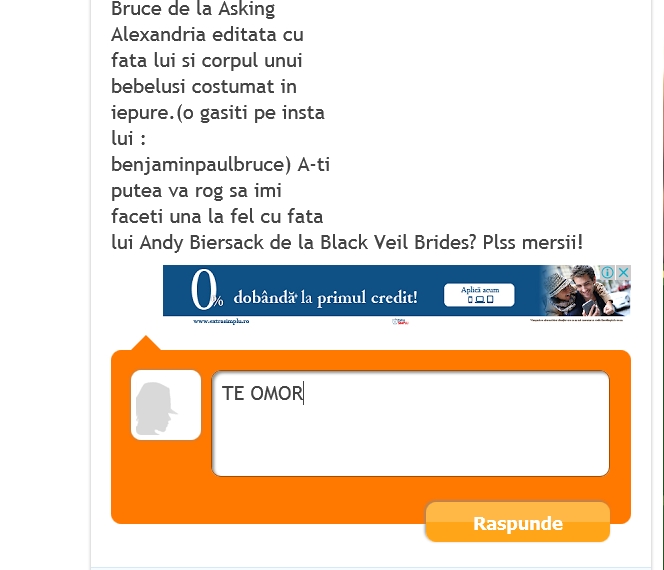 Bruce de la Asking
Alexandria editata cu
fata lui si corpul unui
bebelusi costumat in
iepure.(o gasiti pe insta
lui :
benjaminpaulbruce) A-ti
putea va rog sa imi
faceti una la fel cu fata
lui Andy Biersack de la Black Veil Brides? Plss mersii!
0% dobândă* la primul credit!
Aplică acum
www.extrasimplu.ro
TE OMOR
Raspunde